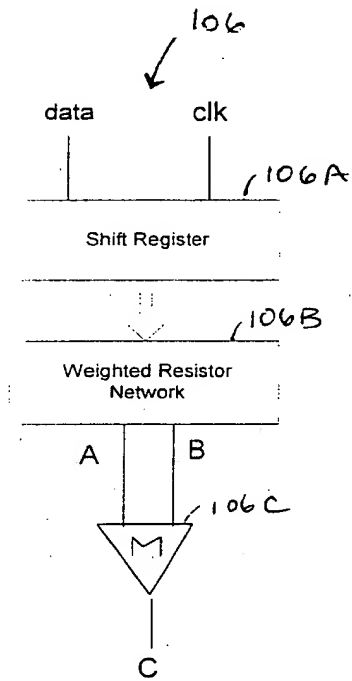 106
data clk
106A
Shift Register
106B
Weighted Resistor
Network
A B
106C
M
C